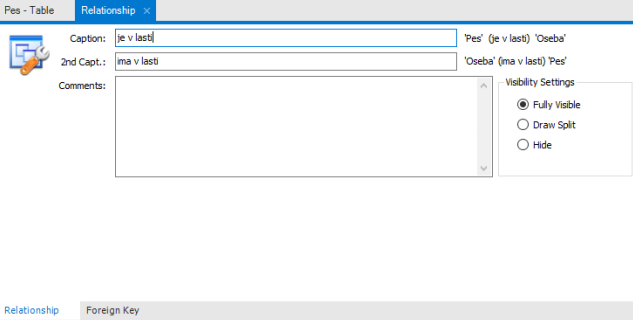 Pes - Table
Relationship ×
Caption: je v lasti 'Pes' (je v lasti) 'Oseba'
2nd Capt.: ima v lasti 'Oseba' (ima v lasti) 'Pes'
Comments:
Visibility Settings
Fully Visible
Draw Split
Hide
Relationship
Foreign Key